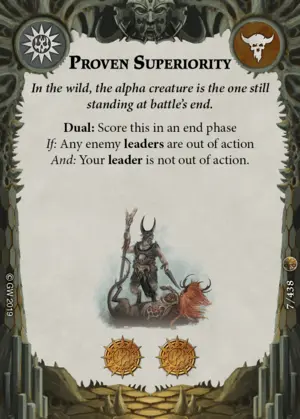 PROVEN SUPERIORITY
In the wild, the alpha creature is the one still
standing at battle's end.
Dual: Score this in an end phase
If: Any enemy leaders are out of action
And: Your leader is not out of action.
© GW 2019
7/438